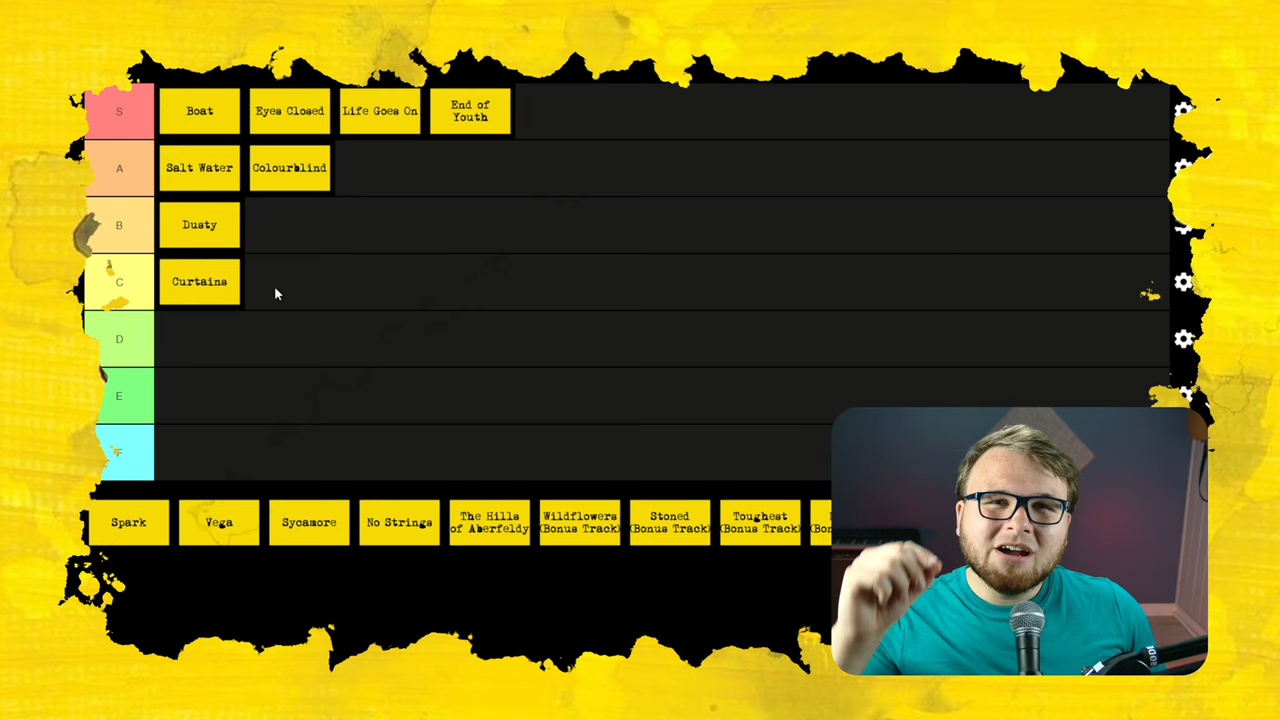 S
Boat
Eyes Closed
Life Goes On
End of
Youth
A
Salt Water
Colourblind
B
Dusty
C
Curtains
D
E
Spark
Vega
Sycamore
No Strings
The Hills
of Aberfeldy
Wildflowers
(Bonus Track)
Stoned
(Bonus Track)
Toughest
(Bonus Track)
RØDE